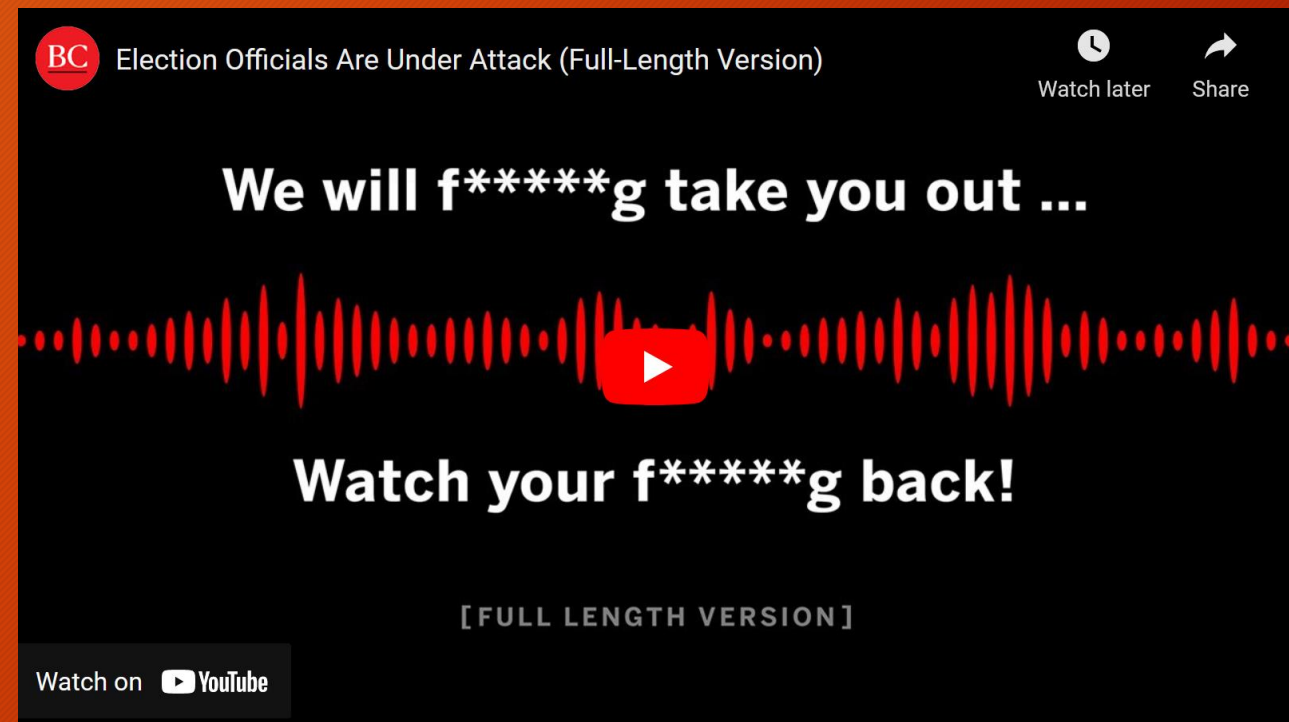 BC
Election Officials Are Under Attack (Full-Length Version)
Watch later
Share
We will f*****g take you out ...
Watch your f*****g back!
[FULL LENGTH VERSION]
Watch on YouTube